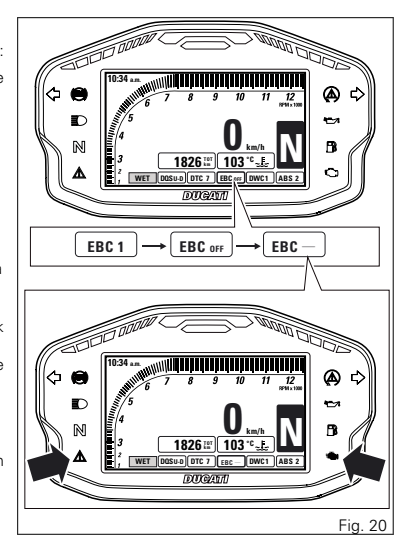 10:34 a.m.
6 7 8 9 10 11 12
RPM x 1000
5
4
3
2
1
0 km/h
N
1826 TOT km
103 °C
WET DQS U-D DTC 7 EBC OFF DWC1 ABS 2
DUCATI
EBC 1 → EBC OFF → EBC —
10:34 a.m.
6 7 8 9 10 11 12
RPM x 1000
5
4
3
2
1
0 km/h
N
1826 TOT km
103 °C
WET DQS U-D DTC 7 EBC — DWC1 ABS 2
DUCATI
Fig. 20